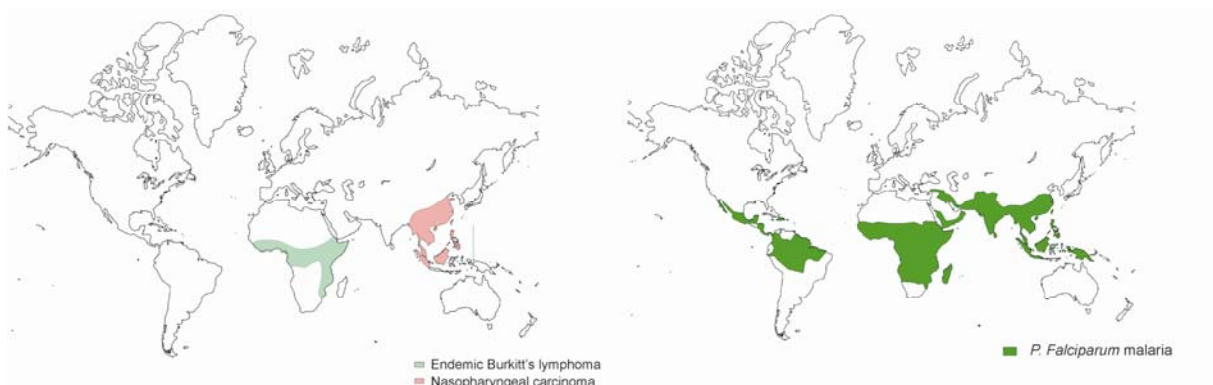 Endemic Burkitt's lymphoma
Nasopharyngeal carcinoma
P. Falciparum malaria